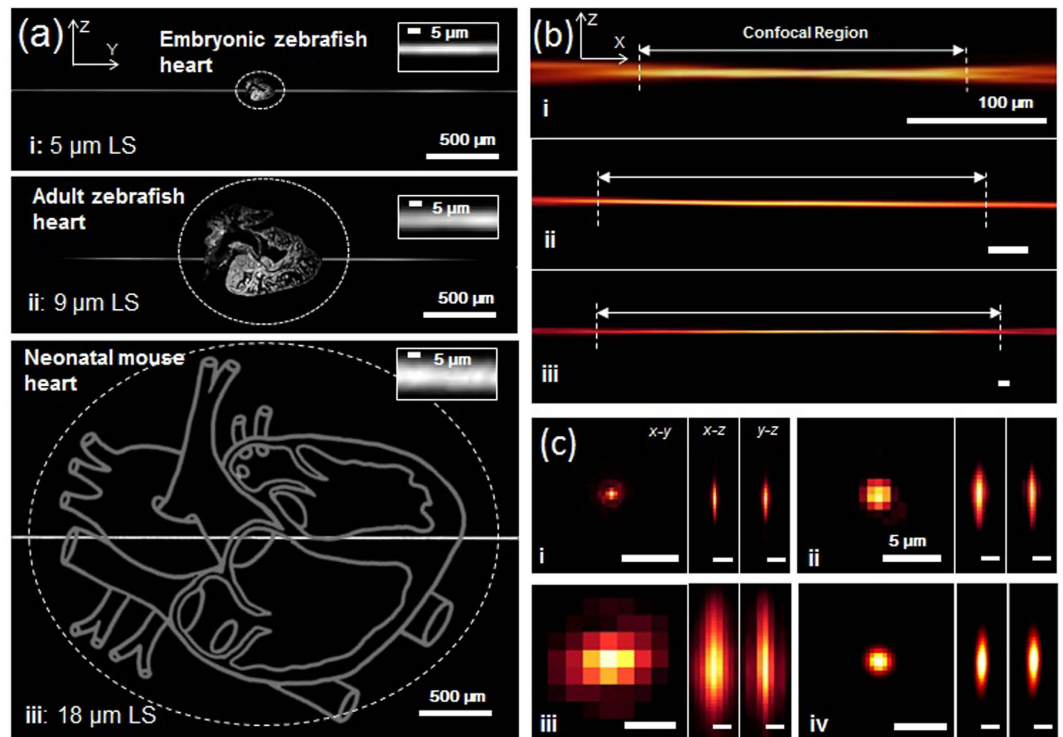 (a)
Z
Y
Embryonic zebrafish
heart
5 µm
i: 5 µm LS
500 µm
Adult zebrafish
heart
5 µm
ii: 9 µm LS
500 µm
Neonatal mouse
heart
5 µm
iii: 18 µm LS
500 µm
(b)
Z
X
Confocal Region
i
100 µm
ii
iii
(c)
x-y
x-z
y-z
i
ii
5 µm
iii
iv